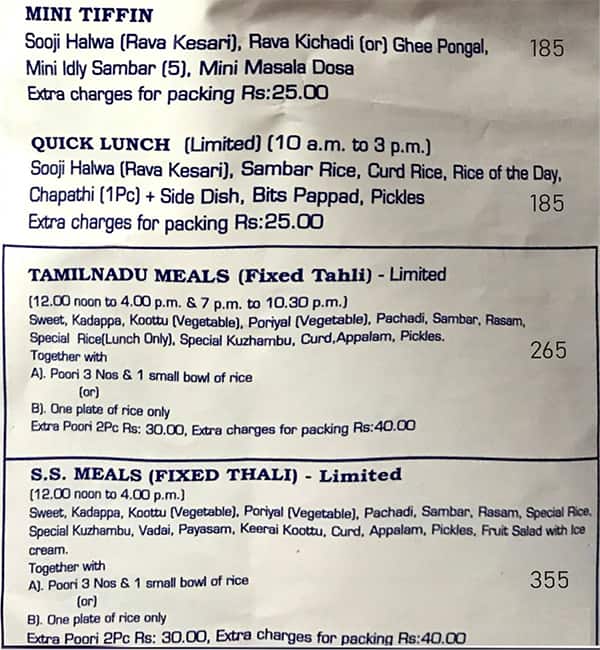 MINI TIFFIN
Sooji Halwa (Rava Kesari), Rava Kichadi (or) Ghee Pongal, 185
Mini Idly Sambar (5), Mini Masala Dosa
Extra charges for packing Rs:25.00
QUICK LUNCH (Limited) (10 a.m. to 3 p.m.)
Sooji Halwa (Rava Kesari), Sambar Rice, Curd Rice, Rice of the Day,
Chapathi (1Pc) + Side Dish, Bits Pappad, Pickles 185
Extra charges for packing Rs:25.00
TAMILNADU MEALS (Fixed Tahli) - Limited
(12.00 noon to 4.00 p.m. & 7 p.m. to 10.30 p.m.)
Sweet, Kadappa, Koottu (Vegetable), Poriyal (Vegetable), Pachadi, Sambar, Rasam,
Special Rice(Lunch Only), Special Kuzhambu, Curd,Appalam, Pickles.
Together with 265
A). Poori 3 Nos & 1 small bowl of rice
(or)
B). One plate of rice only
Extra Poori 2Pc Rs: 30.00, Extra charges for packing Rs:40.00
S.S. MEALS (FIXED THALI) - Limited
(12.00 noon to 4.00 p.m.)
Sweet, Kadappa, Koottu (Vegetable), Poriyal (Vegetable), Pachadi, Sambar, Rasam, Special Rice,
Special Kuzhambu, Vadai, Payasam, Keerai Koottu, Curd, Appalam, Pickles, Fruit Salad with Ice
cream.
Together with
A). Poori 3 Nos & 1 small bowl of rice 355
(or)
B). One plate of rice only
Extra Poori 2Pc Rs: 30.00, Extra charges for packing Rs:40.00